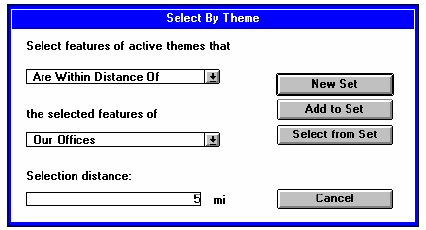 Select By Theme
Select features of active themes that
Are Within Distance Of
New Set
Add to Set
the selected features of
Select from Set
Our Offices
Selection distance:
5 mi
Cancel